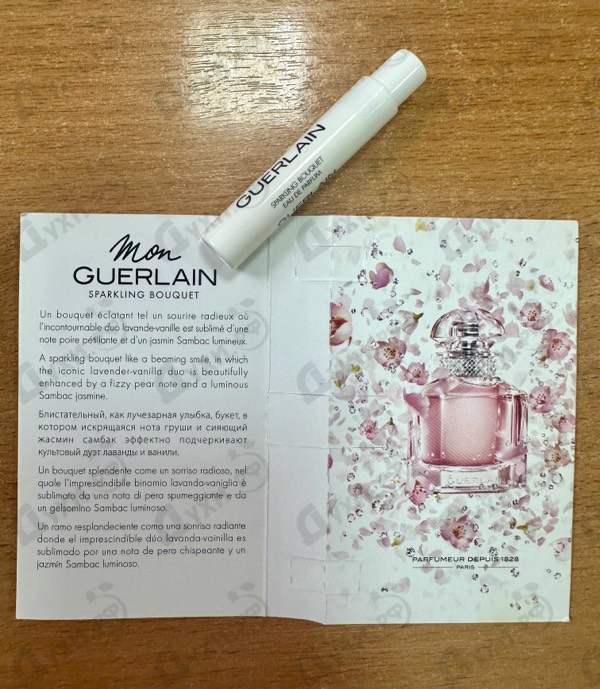 GUERLAIN
SPARKLING BOUQUET
EAU DE PARFUM
Mon
GUERLAIN
SPARKLING BOUQUET
Un bouquet éclatant tel un sourire radieux où
l'incontournable duo lavande-vanille est sublimé d'une
note poire pétillante et d'un jasmin Sambac lumineux.
A sparkling bouquet like a beaming smile, in which
the iconic lavender-vanilla duo is beautifully
enhanced by a fizzy pear note and a luminous
Sambac jasmine.
Блистательный, как лучезарная улыбка, букет, в
котором искрящаяся нота груши и сияющий
жасмин самбак эффектно подчеркивают
культовый дуэт лаванды и ванили.
Un bouquet splendente come un sorriso radioso, nel
quale l'imprescindibile binomio lavanda-vaniglia è
sublimato da una nota di pera spumeggiante e da
un gelsomino Sambac luminoso.
Un ramo resplandeciente como una sonrisa radiante
donde el imprescindible dúo lavanda-vainilla es
sublimado por una nota de pera chispeante y un
jazmín Sambac luminoso.
GUERLAIN
PARFUMEUR DEPUIS 1828
PARIS